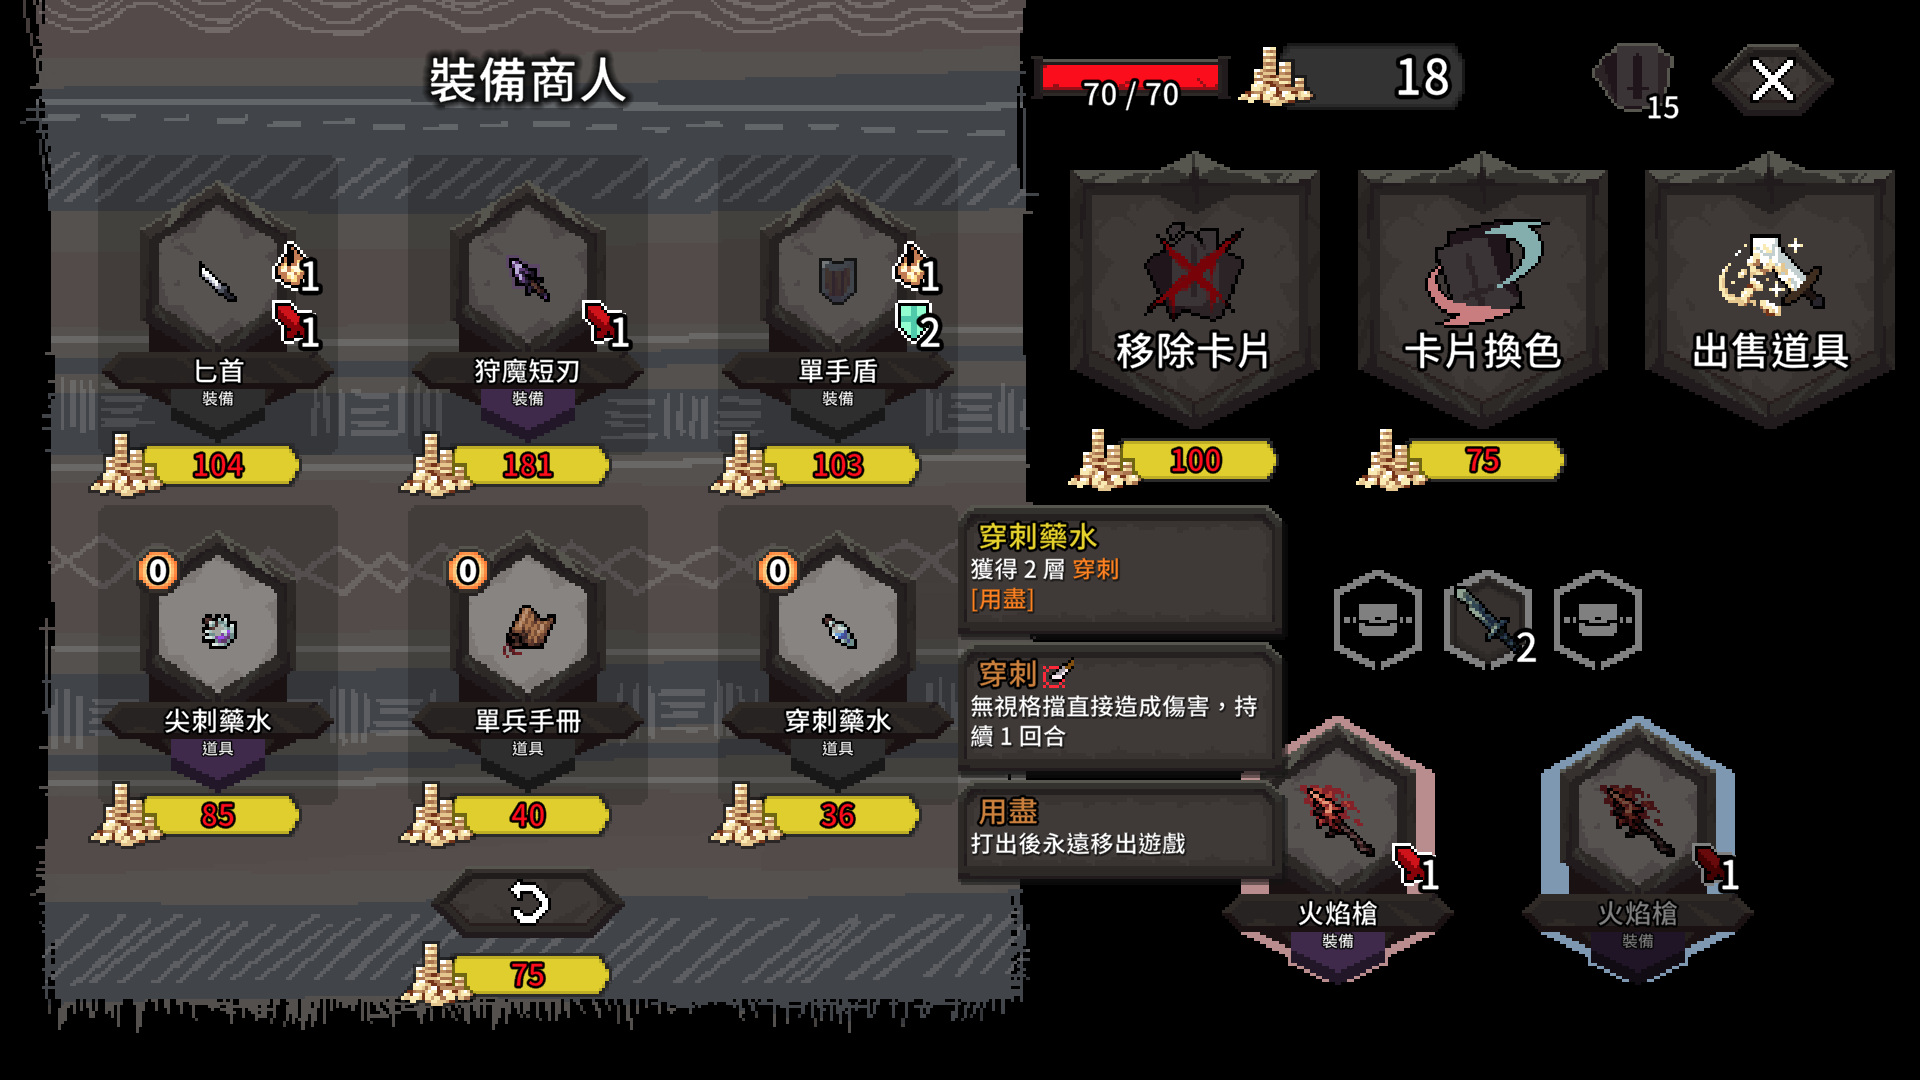 裝備商人
70 / 70
18
15
1
1
匕首
裝備
104
1
狩魔短刃
裝備
181
1
2
單手盾
裝備
103
移除卡片
100
卡片換色
75
出售道具
0
尖刺藥水
道具
85
0
單兵手冊
道具
40
0
穿刺藥水
道具
36
75
穿刺藥水
獲得 2 層 穿刺
[用盡]
穿刺
無視格擋直接造成傷害，持
續 1 回合
用盡
打出後永遠移出遊戲
2
1
火焰槍
裝備
1
火焰槍
裝備